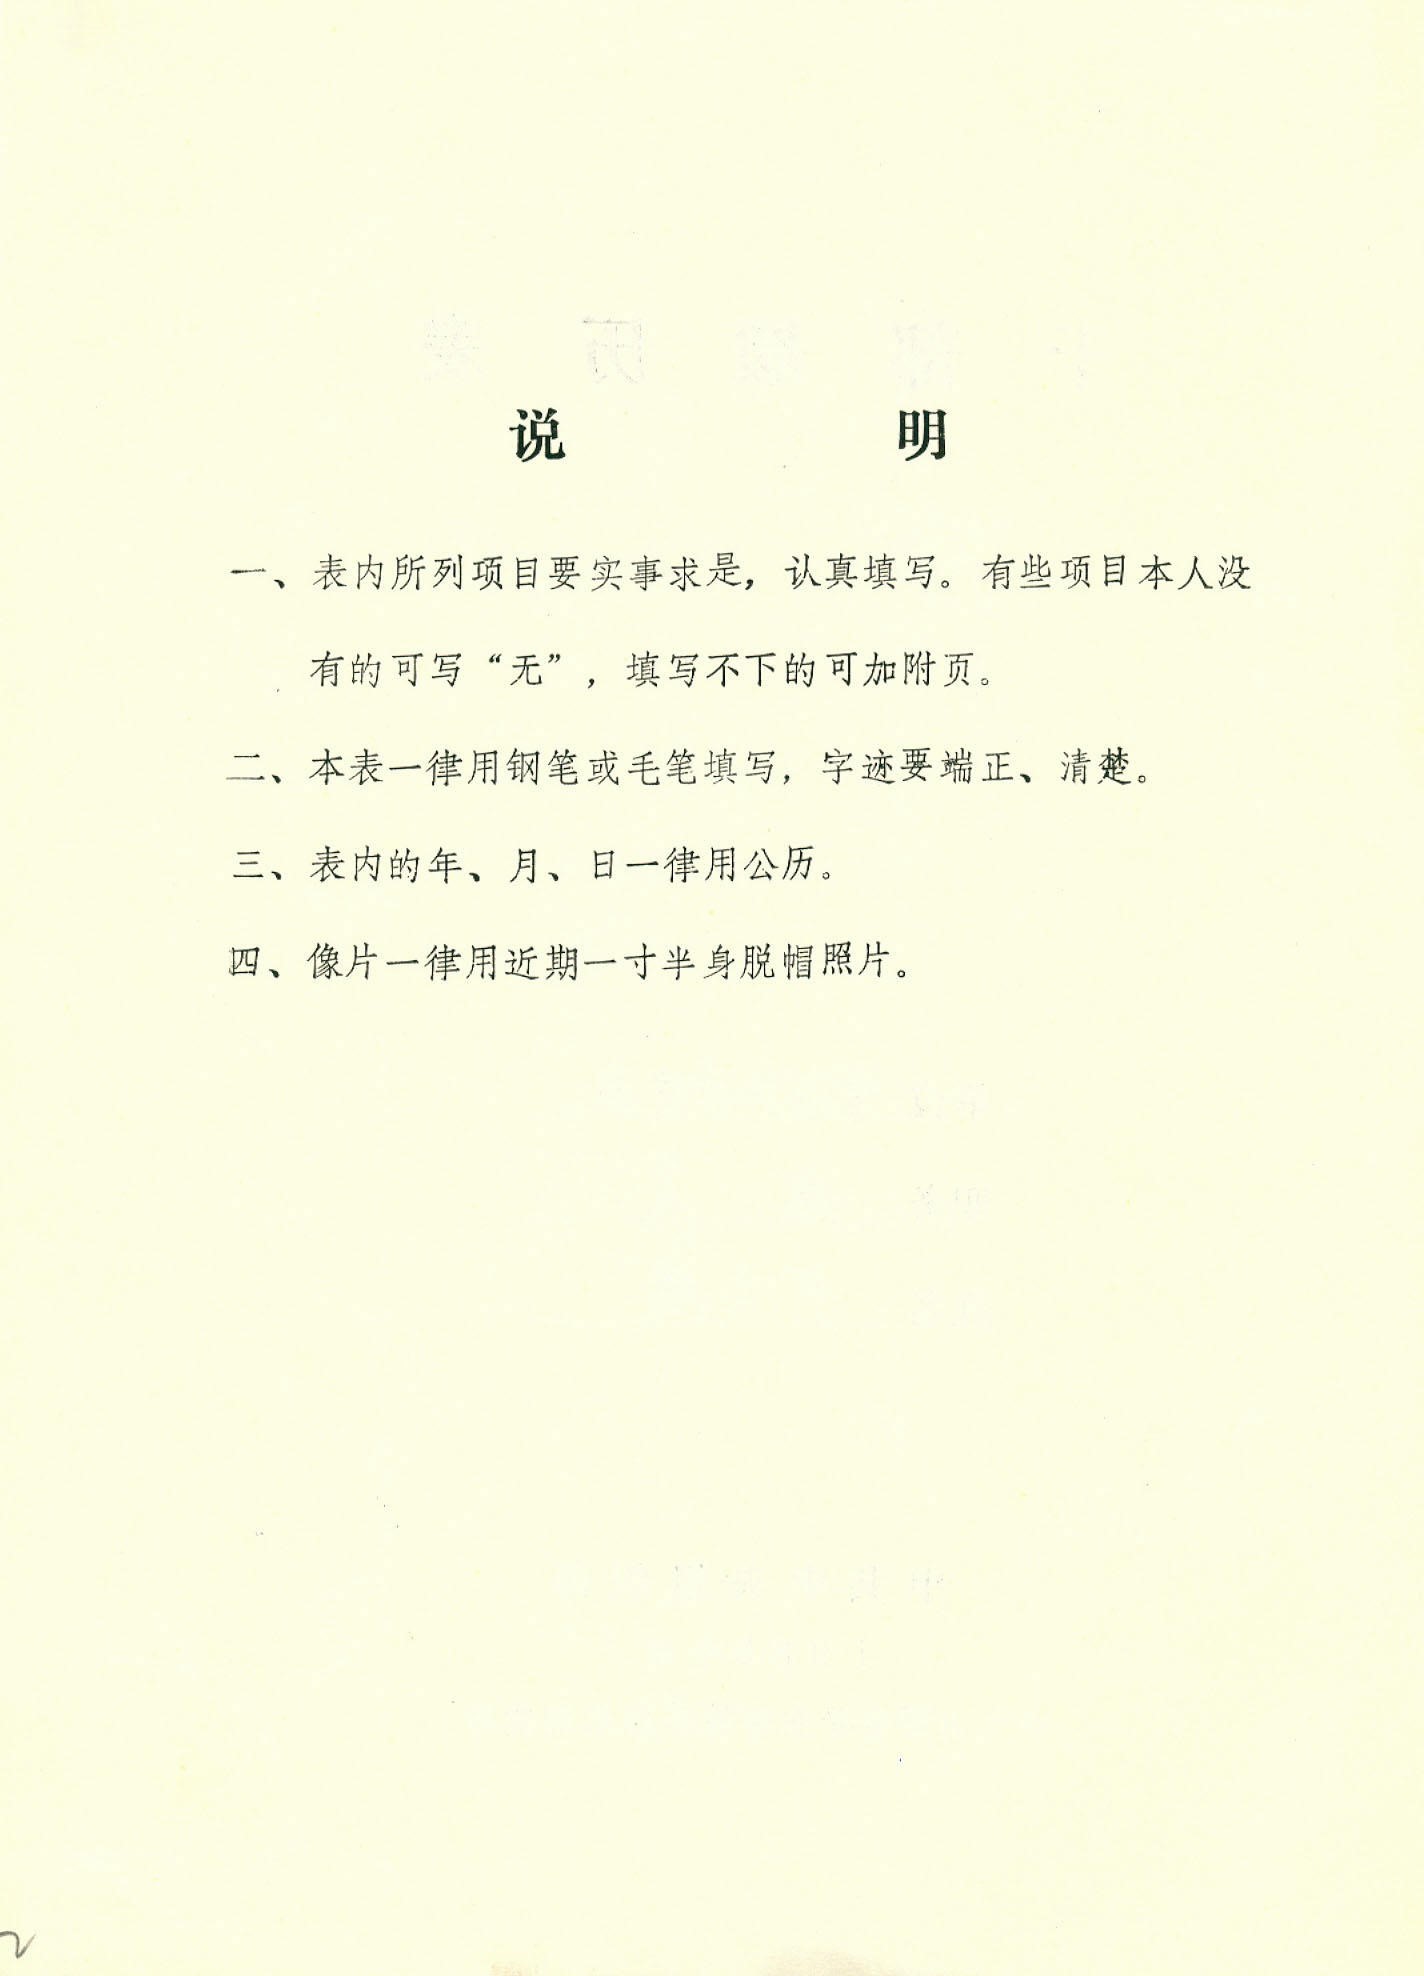 说 明
一、表内所列项目要实事求是，认真填写。有些项目本人没
有的可写“无”，填写不下的可加附页。
二、本表一律用钢笔或毛笔填写，字迹要端正、清楚。
三、表内的年、月、日一律用公历。
四、像片一律用近期一寸半身脱帽照片。
2